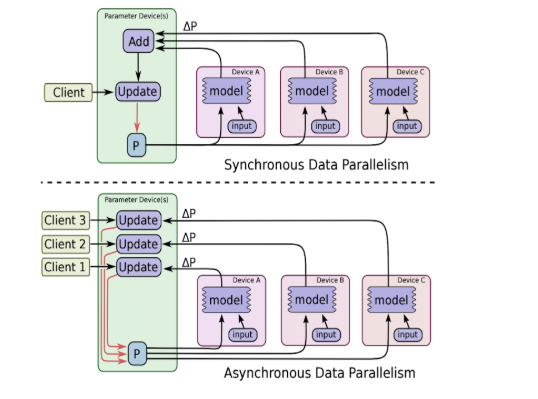 Parameter Device(s)
ΔP
Add
Client
Update
P
Device A
model
input
Device B
model
input
Device C
model
input
Synchronous Data Parallelism
Parameter Device(s)
Client 3
Update
ΔP
Client 2
Update
ΔP
Client 1
Update
ΔP
P
Device A
model
input
Device B
model
input
Device C
model
input
Asynchronous Data Parallelism